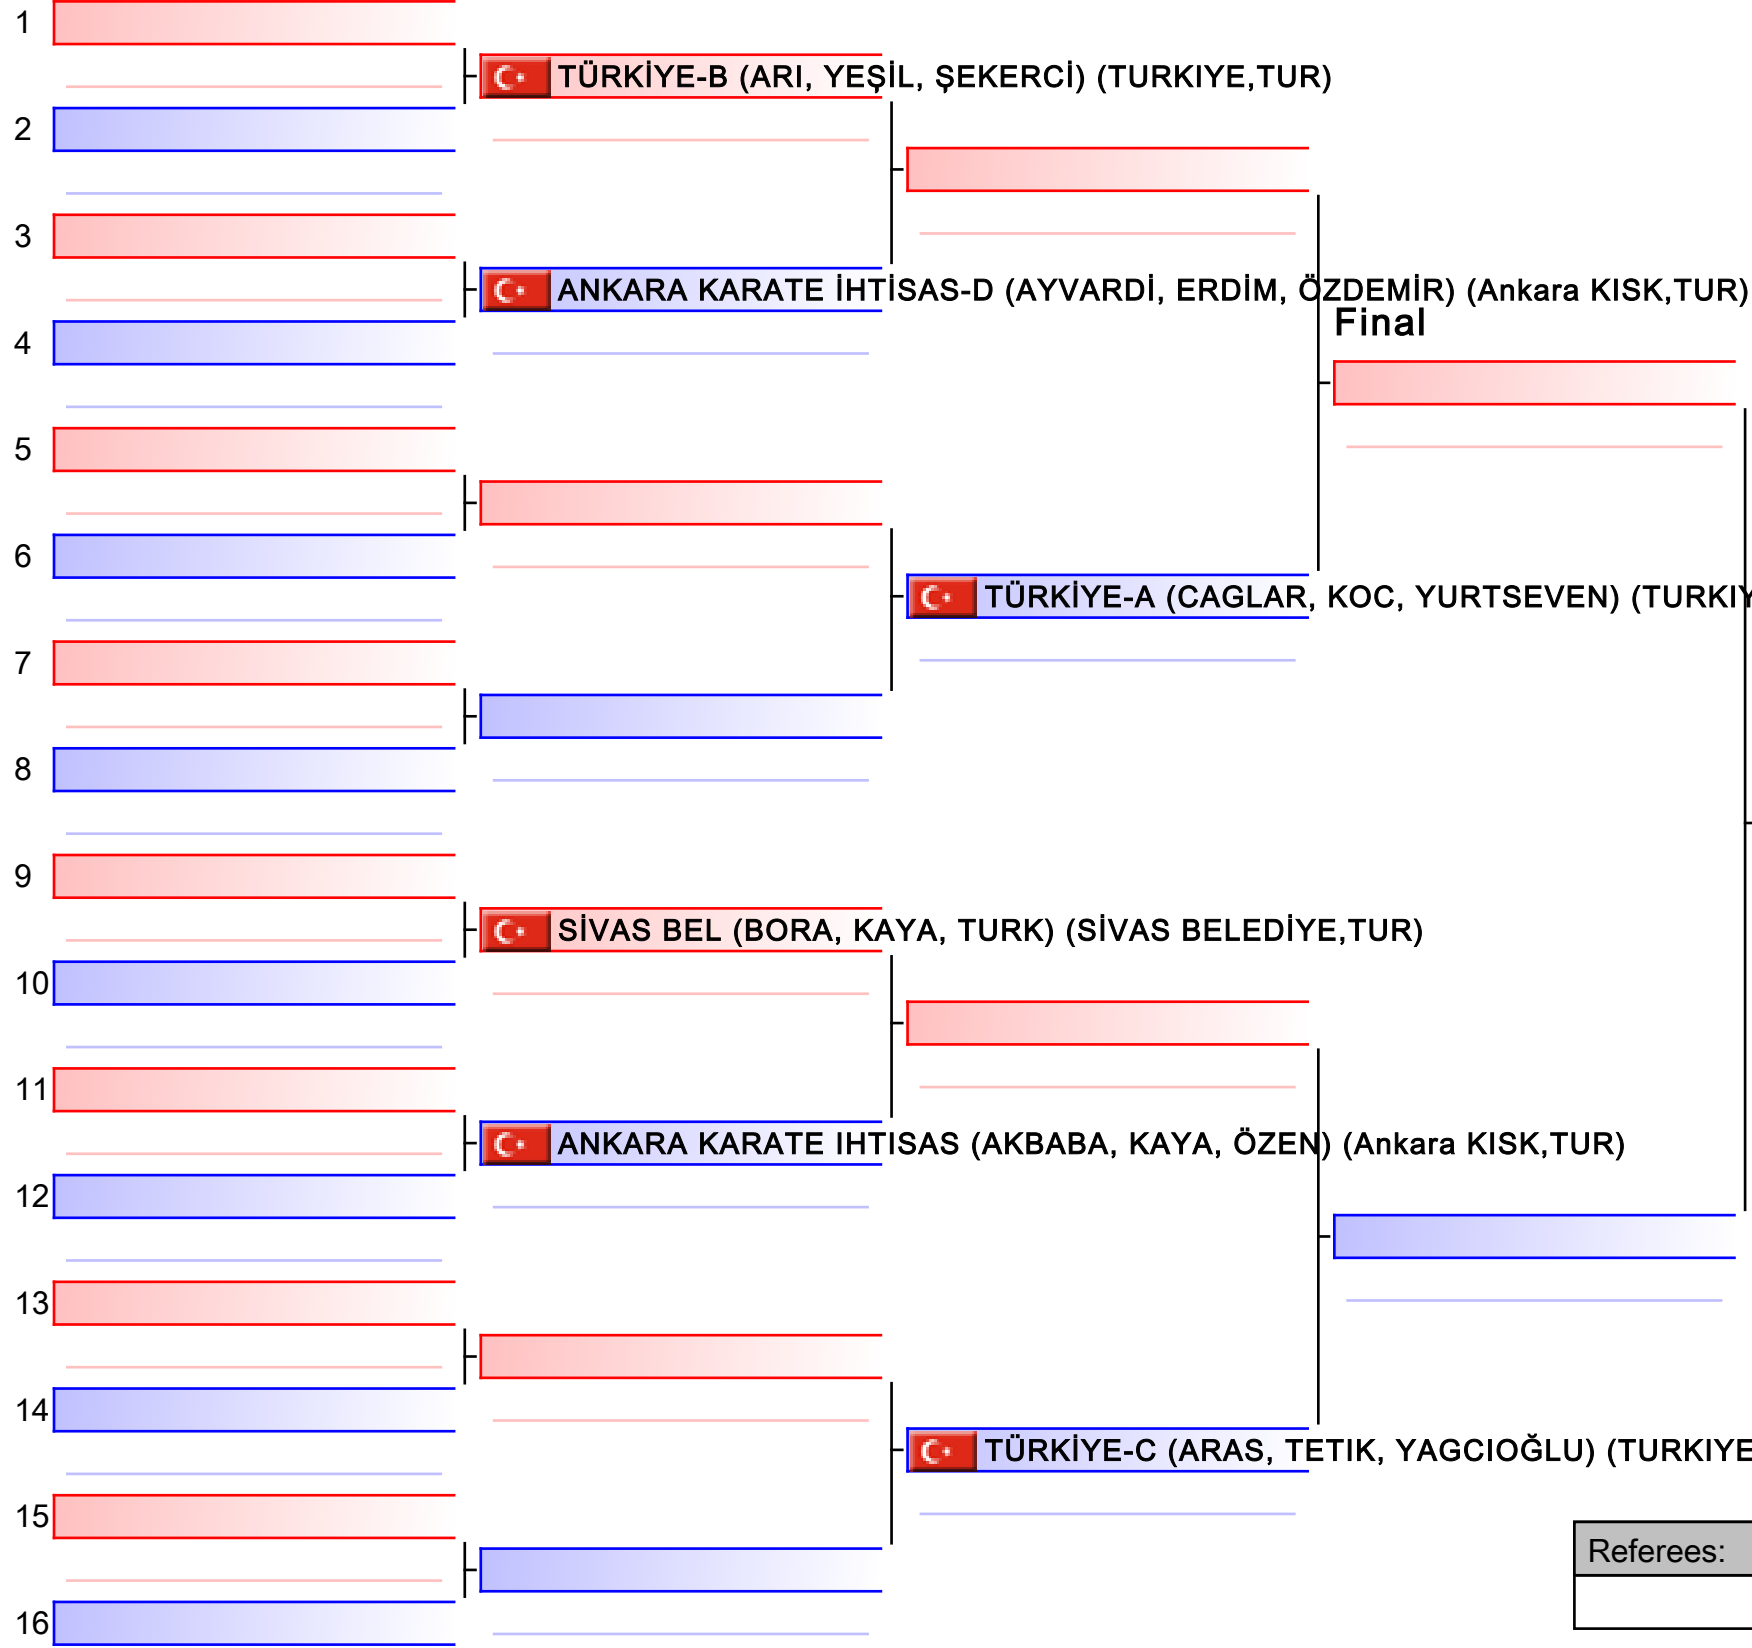 1
TÜRKİYE-B (ARI, YEŞİL, ŞEKERCİ) (TURKIYE,TUR)
2
3
ANKARA KARATE İHTİSAS-D (AYVARDİ, ERDİM, ÖZDEMİR) (Ankara KISK,TUR)
Final
4
5
6
TÜRKİYE-A (CAGLAR, KOC, YURTSEVEN) (TURKIY
7
8
9
SİVAS BEL (BORA, KAYA, TURK) (SİVAS BELEDİYE,TUR)
10
11
ANKARA KARATE IHTISAS (AKBABA, KAYA, ÖZEN) (Ankara KISK,TUR)
12
13
14
TÜRKİYE-C (ARAS, TETIK, YAGCIOĞLU) (TURKIYE
15
Referees:
16